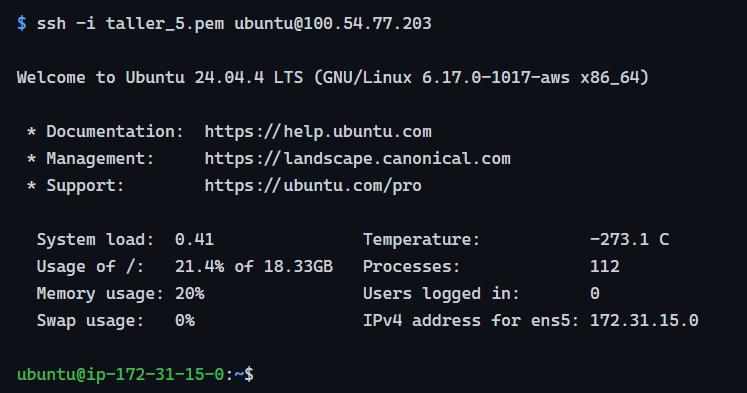 $ ssh -i taller_5.pem ubuntu@100.54.77.203
Welcome to Ubuntu 24.04.4 LTS (GNU/Linux 6.17.0-1017-aws x86_64)
* Documentation:  https://help.ubuntu.com
* Management:     https://landscape.canonical.com
* Support:        https://ubuntu.com/pro
System load:  0.41               Temperature:           -273.1 C
Usage of /:   21.4% of 18.33GB   Processes:             112
Memory usage: 20%                Users logged in:       0
Swap usage:   0%                 IPv4 address for ens5: 172.31.15.0
ubuntu@ip-172-31-15-0:~$